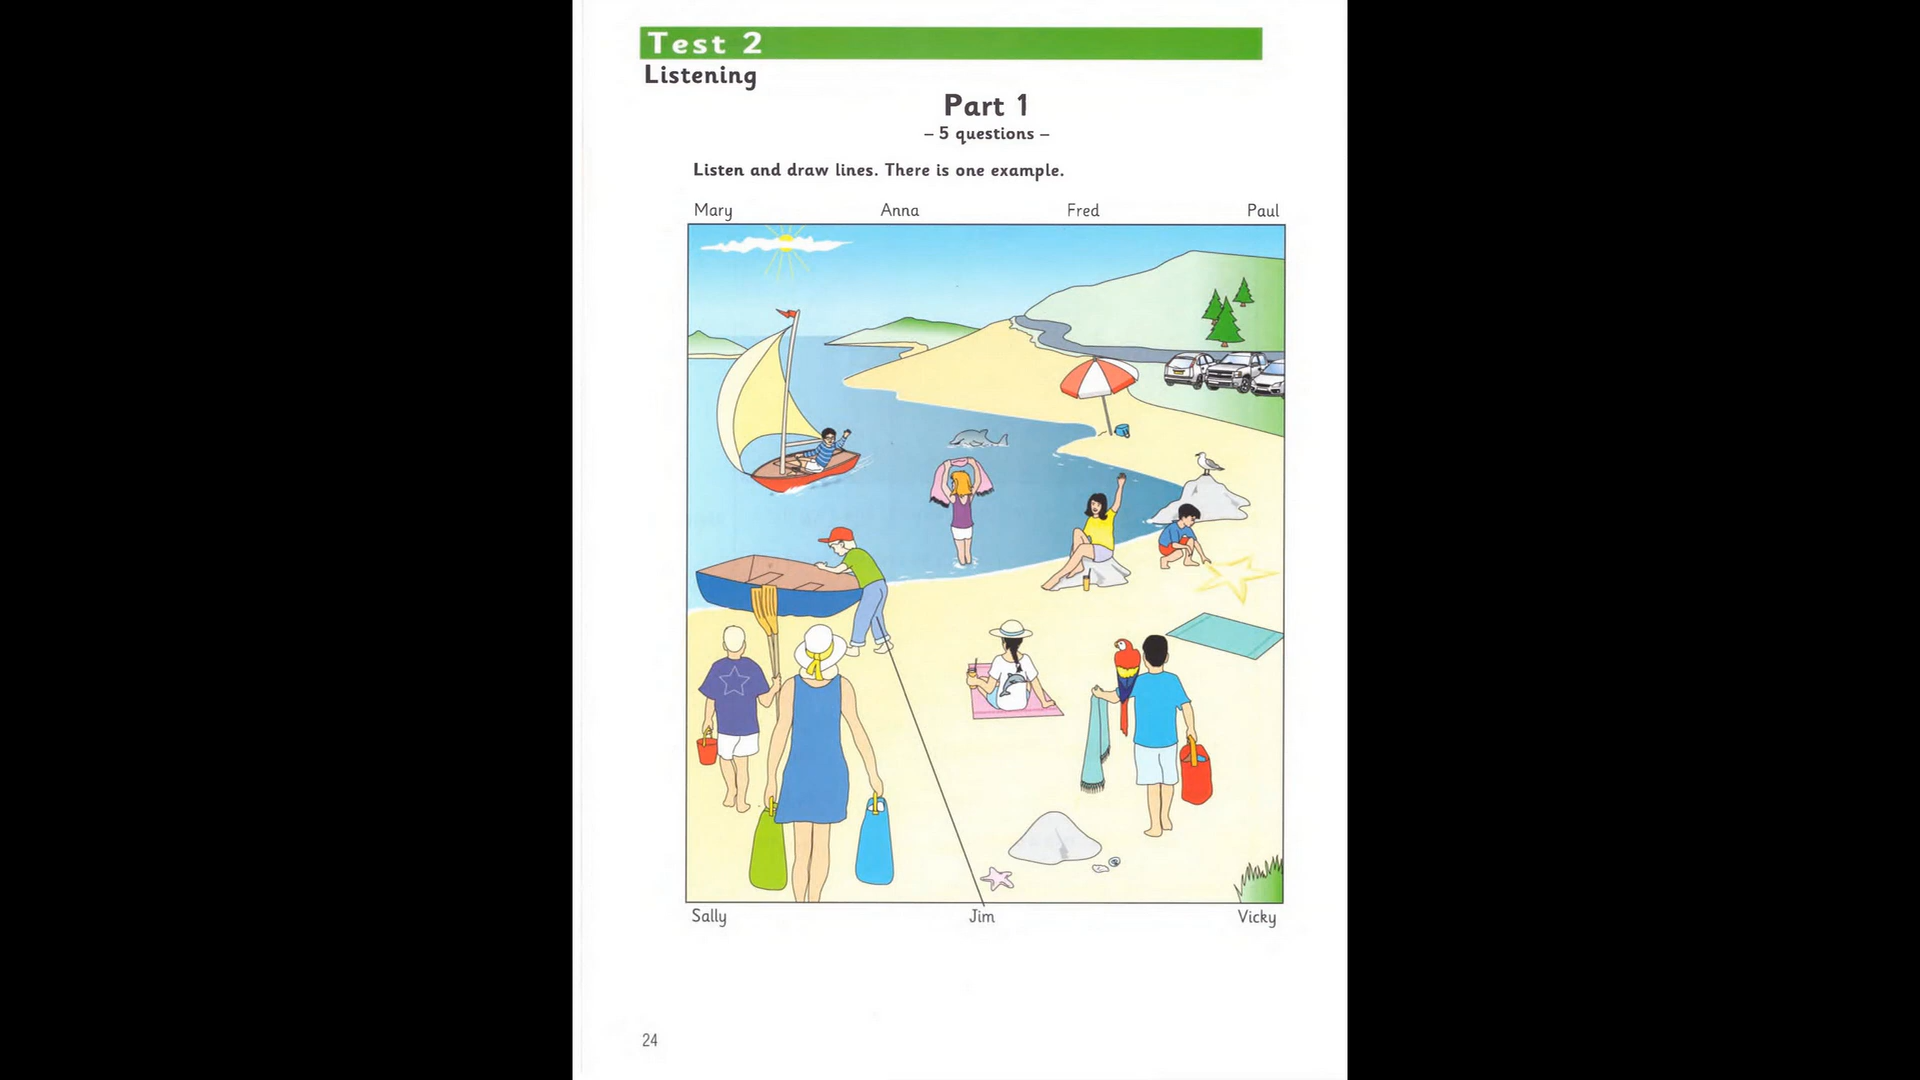 Test 2
Listening
Part 1
– 5 questions –
Listen and draw lines. There is one example.
Mary Anna Fred Paul
Sally Jim Vicky
24